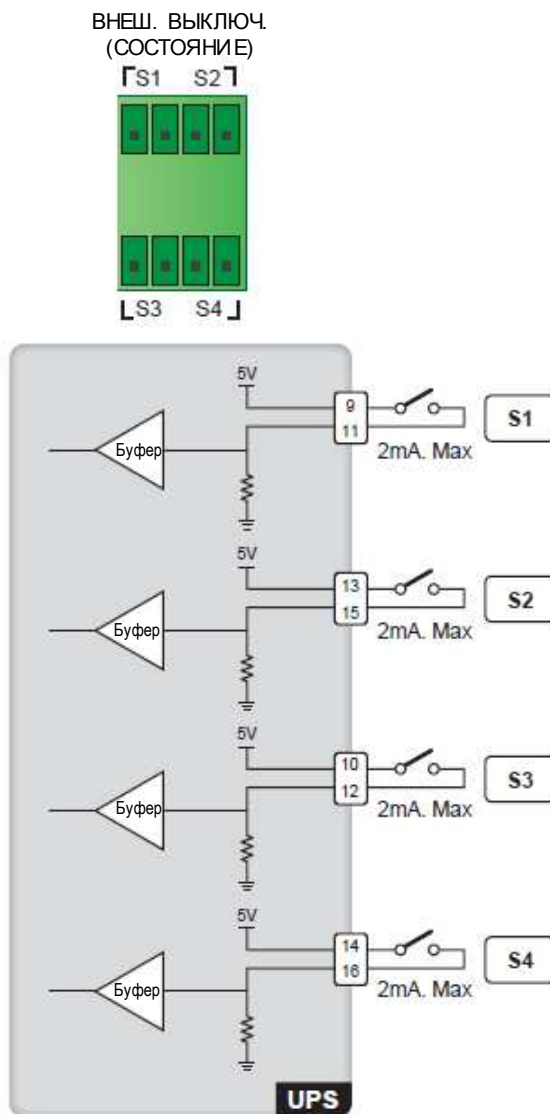 ВНЕШ. ВЫКЛЮЧ.
(СОСТОЯНИЕ)
S1 S2
S3 S4
5V
9
11
Буфер
2mA. Max
S1
5V
13
15
Буфер
2mA. Max
S2
5V
10
12
Буфер
2mA. Max
S3
5V
14
16
Буфер
2mA. Max
S4
UPS